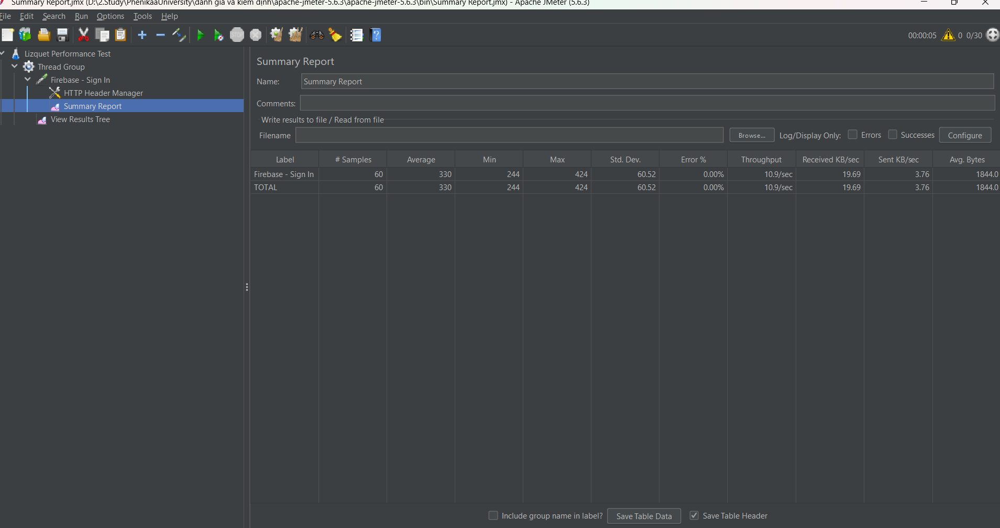 Summary Report.jmx (D:\2.Study\PhenikaaUniversity\đánh giá và kiểm định\apache-jmeter-5.6.3\apache-jmeter-5.6.3\bin\Summary Report.jmx) - Apache JMeter (5.6.3)
File Edit Search Run Options Tools Help
STOP
00:00:05 0 0/30
Lizquet Performance Test
Thread Group
Firebase - Sign In
HTTP Header Manager
Summary Report
View Results Tree
Summary Report
Name: Summary Report
Comments:
Write results to file / Read from file
Filename Browse... Log/Display Only: Errors Successes Configure
Label # Samples Average Min Max Std. Dev. Error % Throughput Received KB/sec Sent KB/sec Avg. Bytes
Firebase - Sign In 60 330 244 424 60.52 0.00% 10.9/sec 19.69 3.76 1844.0
TOTAL 60 330 244 424 60.52 0.00% 10.9/sec 19.69 3.76 1844.0
Include group name in label? Save Table Data Save Table Header